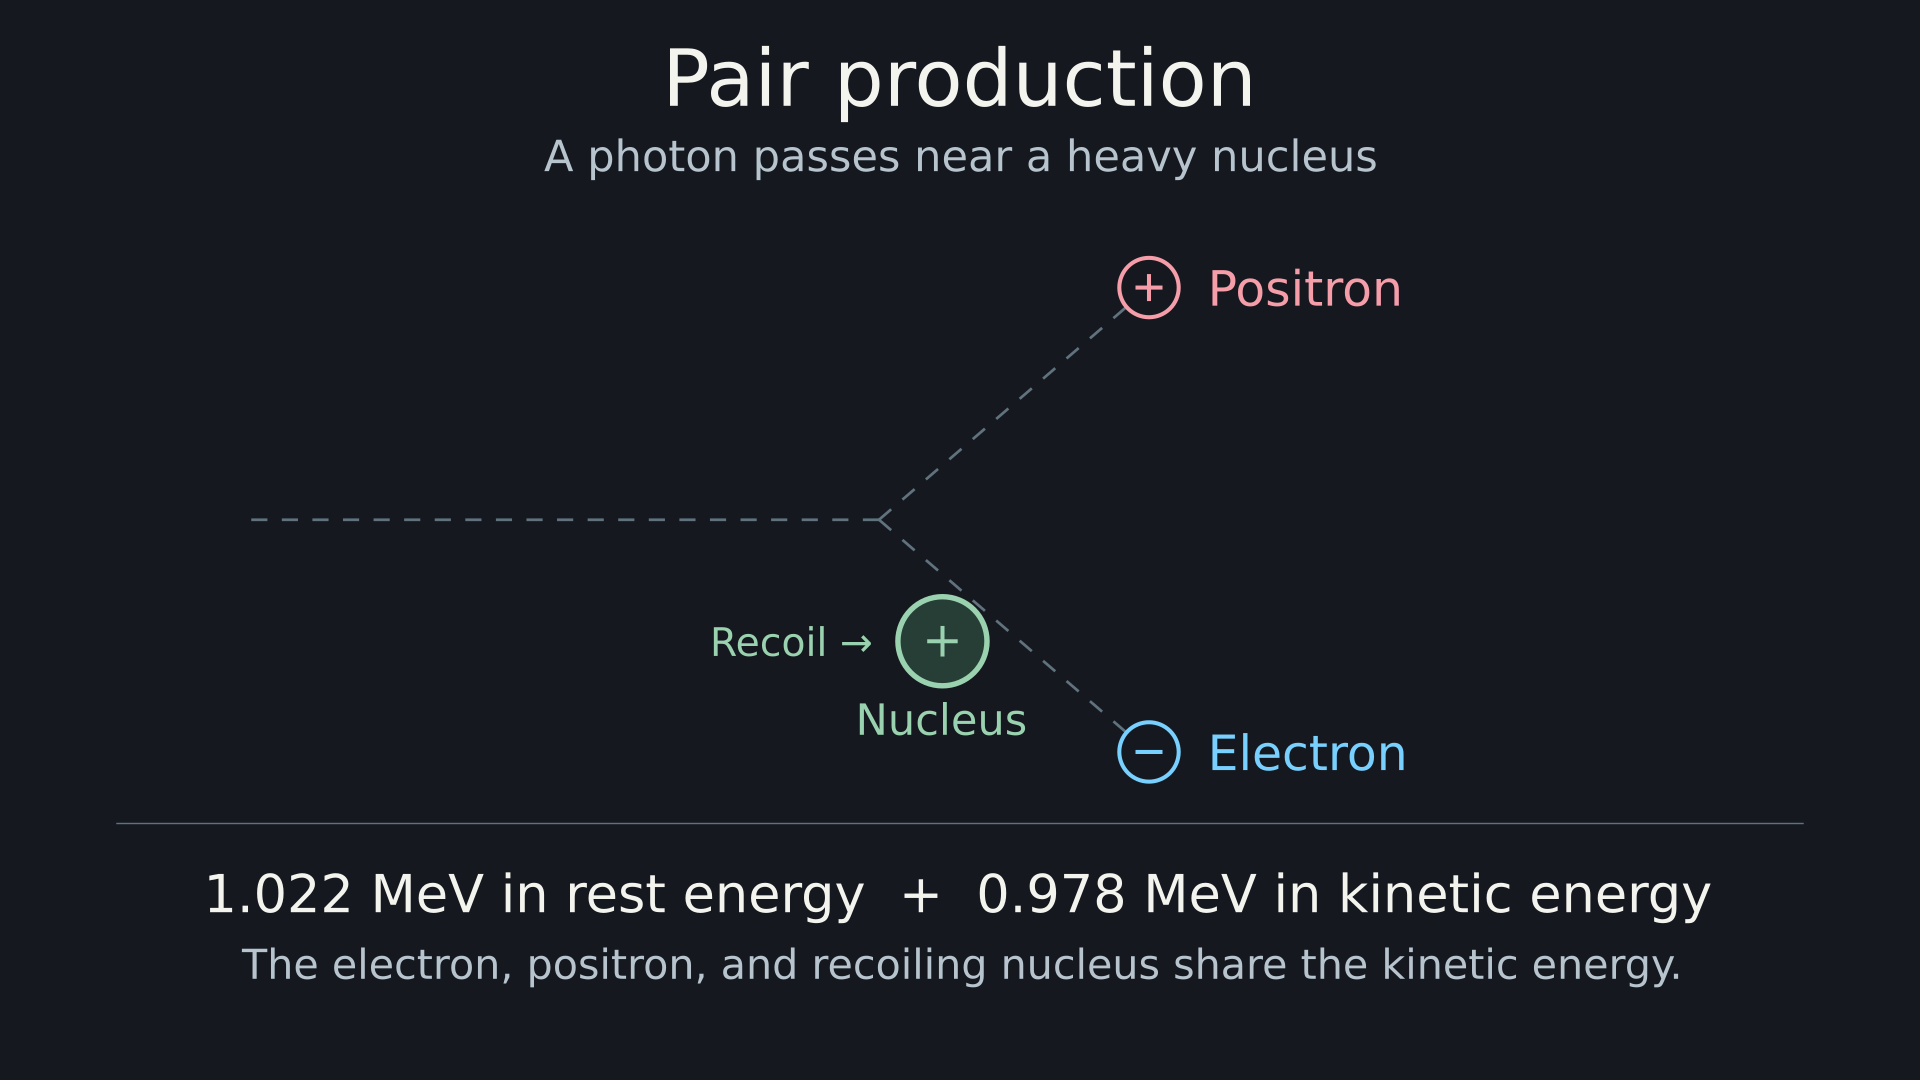 Pair production
A photon passes near a heavy nucleus
+ Positron
Recoil → +
Nucleus
− Electron
1.022 MeV in rest energy + 0.978 MeV in kinetic energy
The electron, positron, and recoiling nucleus share the kinetic energy.